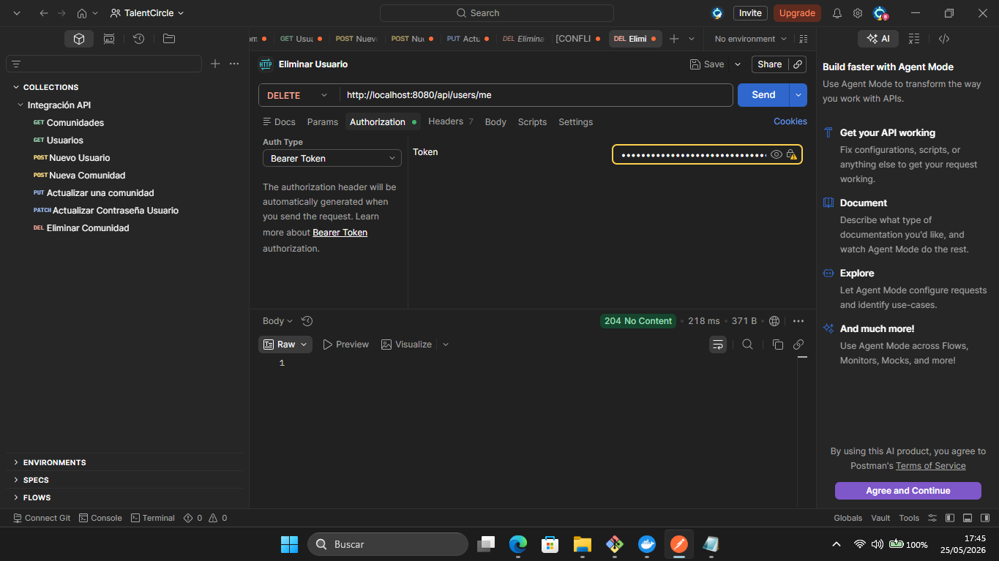 TalentCircle
Search
Invite
Upgrade
GET Usua
POST Nuev
POST Nu
PUT Actu
DEL Elimina
[CONFLI
DEL Elimi
No environment
AI
COLLECTIONS
Integración API
GET Comunidades
GET Usuarios
POST Nuevo Usuario
POST Nueva Comunidad
PUT Actualizar una comunidad
PATCH Actualizar Contraseña Usuario
DEL Eliminar Comunidad
ENVIRONMENTS
SPECS
FLOWS
HTTP Eliminar Usuario
Save
Share
DELETE
http://localhost:8080/api/users/me
Send
Docs Params Authorization Headers 7 Body Scripts Settings
Cookies
Auth Type
Bearer Token
The authorization header will be
automatically generated when
you send the request. Learn
more about Bearer Token
authorization.
Token
Body
204 No Content • 218 ms • 371 B
Raw
Preview
Visualize
1
Build faster with Agent Mode
Use Agent Mode to transform the way
you work with APIs.
Get your API working
Fix configurations, scripts, or
anything else to get your request
working.
Document
Describe what type of
documentation you'd like, and
watch Agent Mode do the rest.
Explore
Let Agent Mode configure requests
and identify use-cases.
And much more!
Use Agent Mode across Flows,
Monitors, Mocks, and more!
By using this AI product, you agree to
Postman's Terms of Service
Agree and Continue
Connect Git
Console
Terminal
0
0
Globals
Vault
Tools
Buscar
100%
17:45
25/05/2026